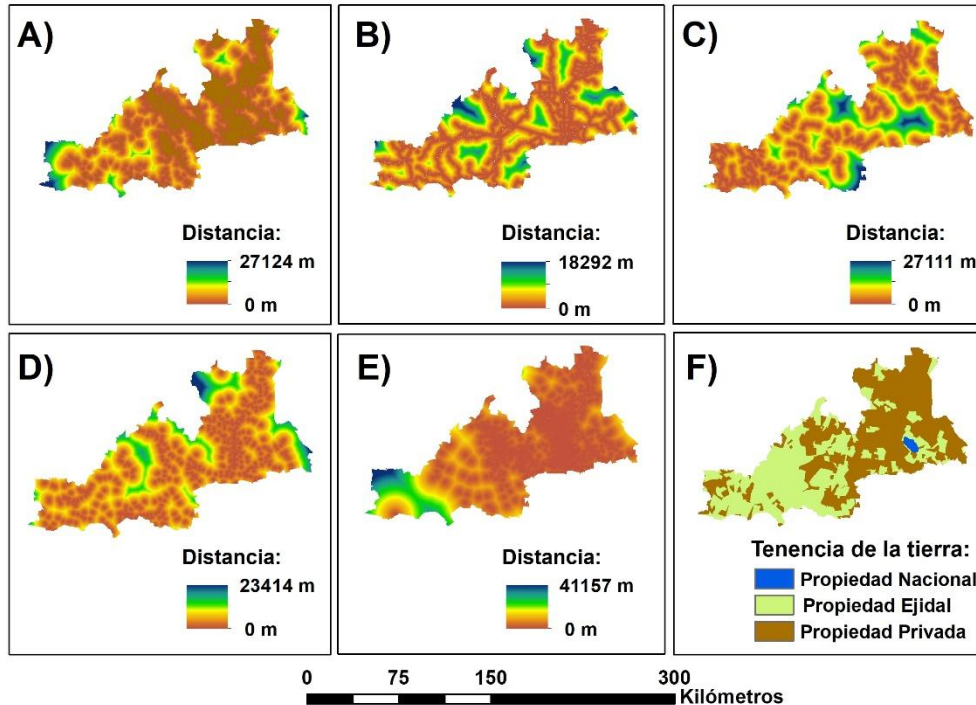 A)
Distancia:
27124 m
0 m
B)
Distancia:
18292 m
0 m
C)
Distancia:
27111 m
0 m
D)
Distancia:
23414 m
0 m
E)
Distancia:
41157 m
0 m
F)
Tenencia de la tierra:
Propiedad Nacional
Propiedad Ejidal
Propiedad Privada
0 75 150 300
Kilómetros